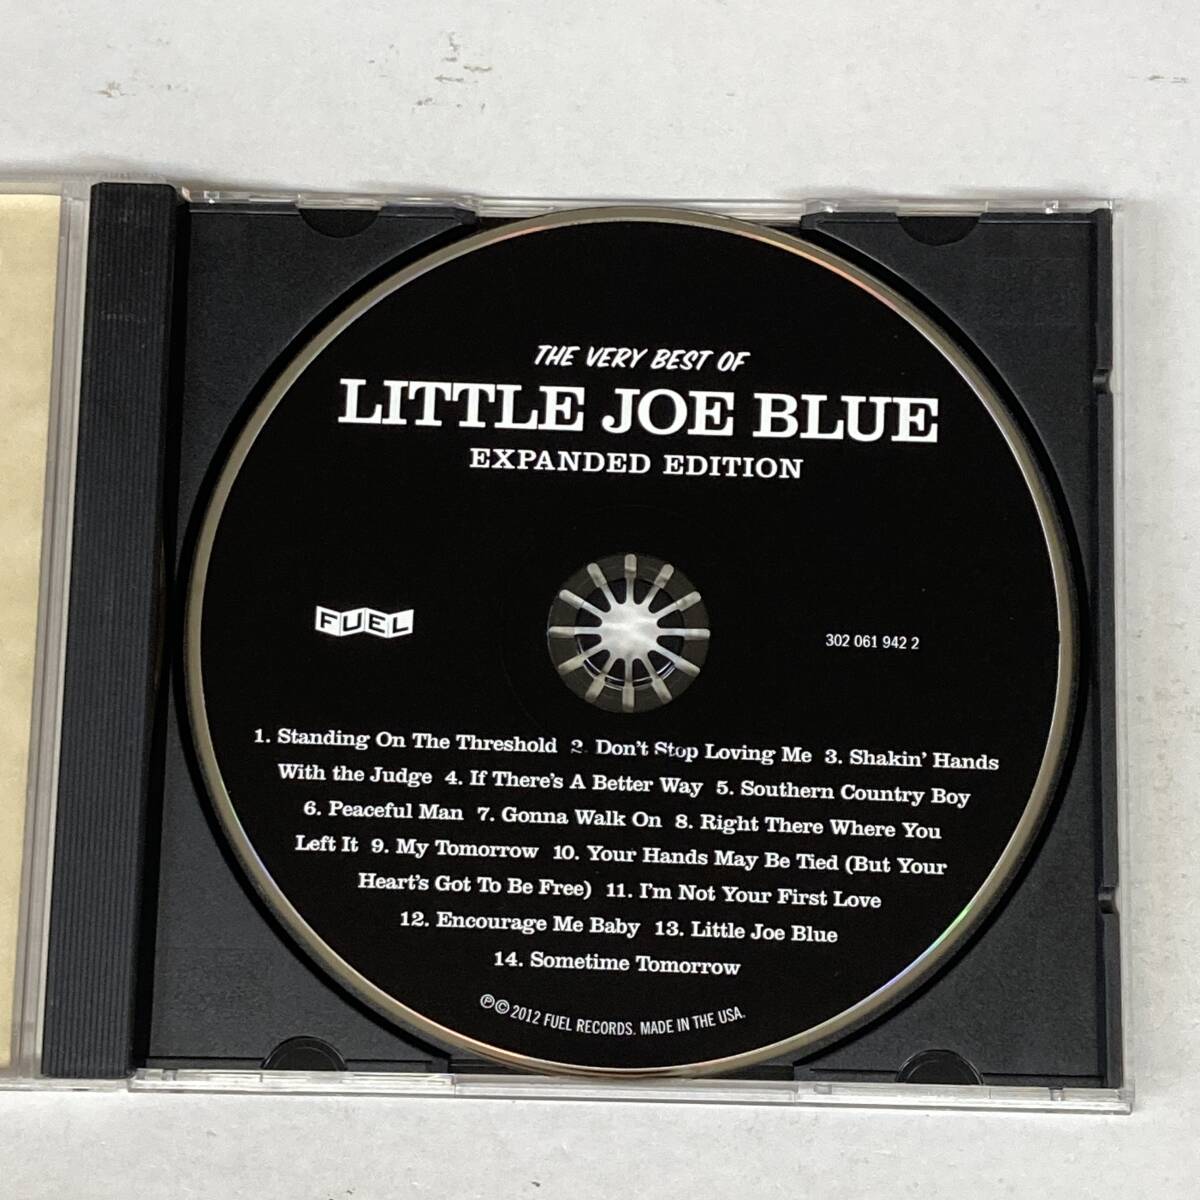 THE VERY BEST OF
LITTLE JOE BLUE
EXPANDED EDITION
FUEL
302 061 942 2
1. Standing On The Threshold 2. Don't Stop Loving Me 3. Shakin' Hands
With the Judge 4. If There's A Better Way 5. Southern Country Boy
6. Peaceful Man 7. Gonna Walk On 8. Right There Where You
Left It 9. My Tomorrow 10. Your Hands May Be Tied (But Your
Heart's Got To Be Free) 11. I'm Not Your First Love
12. Encourage Me Baby 13. Little Joe Blue
14. Sometime Tomorrow
℗© 2012 FUEL RECORDS. MADE IN THE USA.